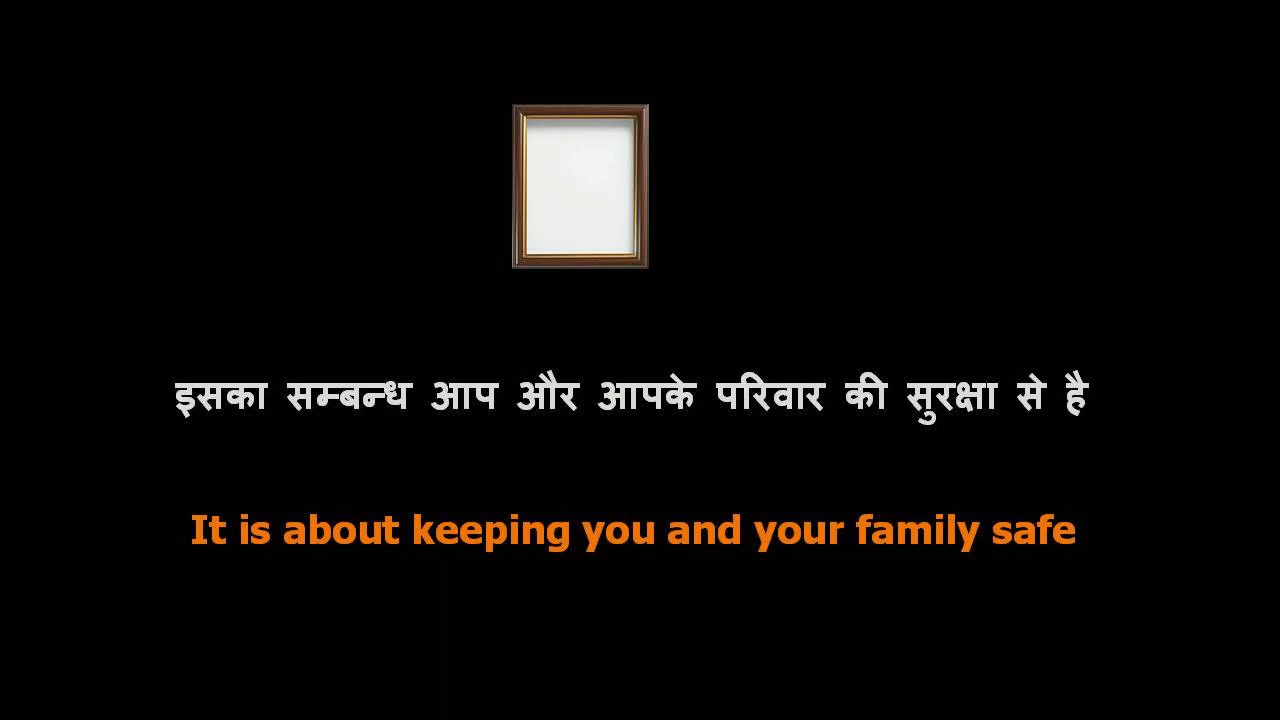 इसका सम्बन्ध आप और आपके परिवार की सुरक्षा से है
It is about keeping you and your family safe